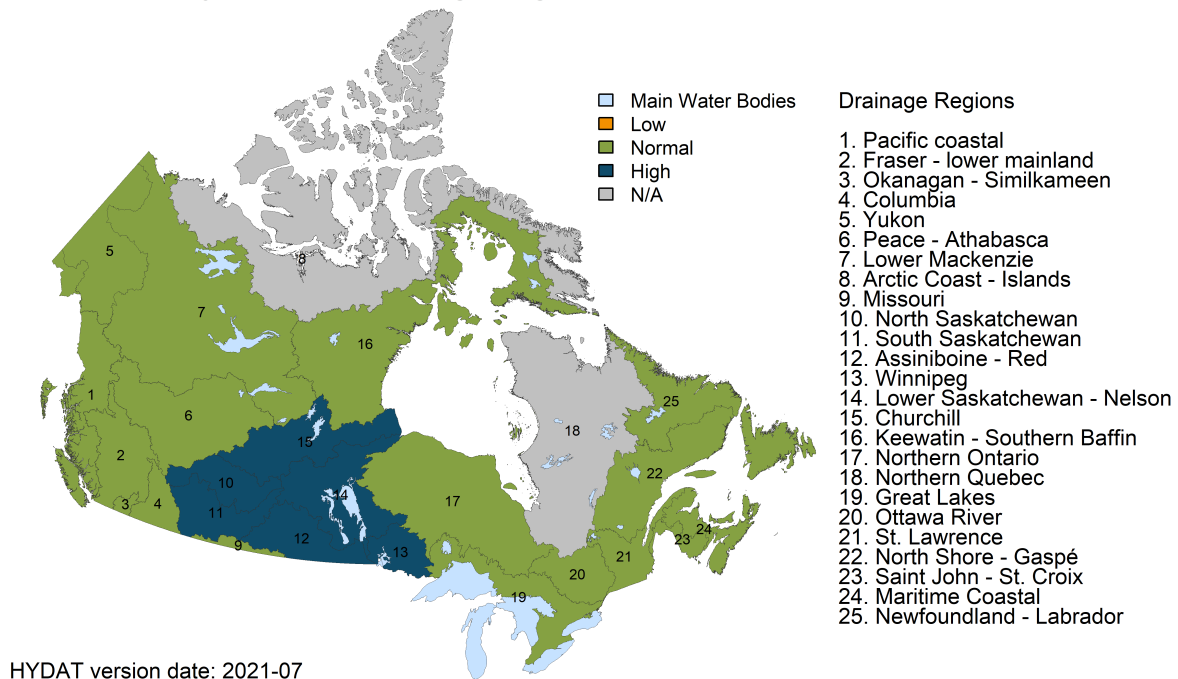 Main Water Bodies
Low
Normal
High
N/A
Drainage Regions
1. Pacific coastal
2. Fraser - lower mainland
3. Okanagan - Similkameen
4. Columbia
5. Yukon
6. Peace - Athabasca
7. Lower Mackenzie
8. Arctic Coast - Islands
9. Missouri
10. North Saskatchewan
11. South Saskatchewan
12. Assiniboine - Red
13. Winnipeg
14. Lower Saskatchewan - Nelson
15. Churchill
16. Keewatin - Southern Baffin
17. Northern Ontario
18. Northern Quebec
19. Great Lakes
20. Ottawa River
21. St. Lawrence
22. North Shore - Gaspé
23. Saint John - St. Croix
24. Maritime Coastal
25. Newfoundland - Labrador
5
8
7
16
1
6
25
15
18
2
10
22
14
17
3
4
11
24
12
23
9
13
21
20
19
HYDAT version date: 2021-07